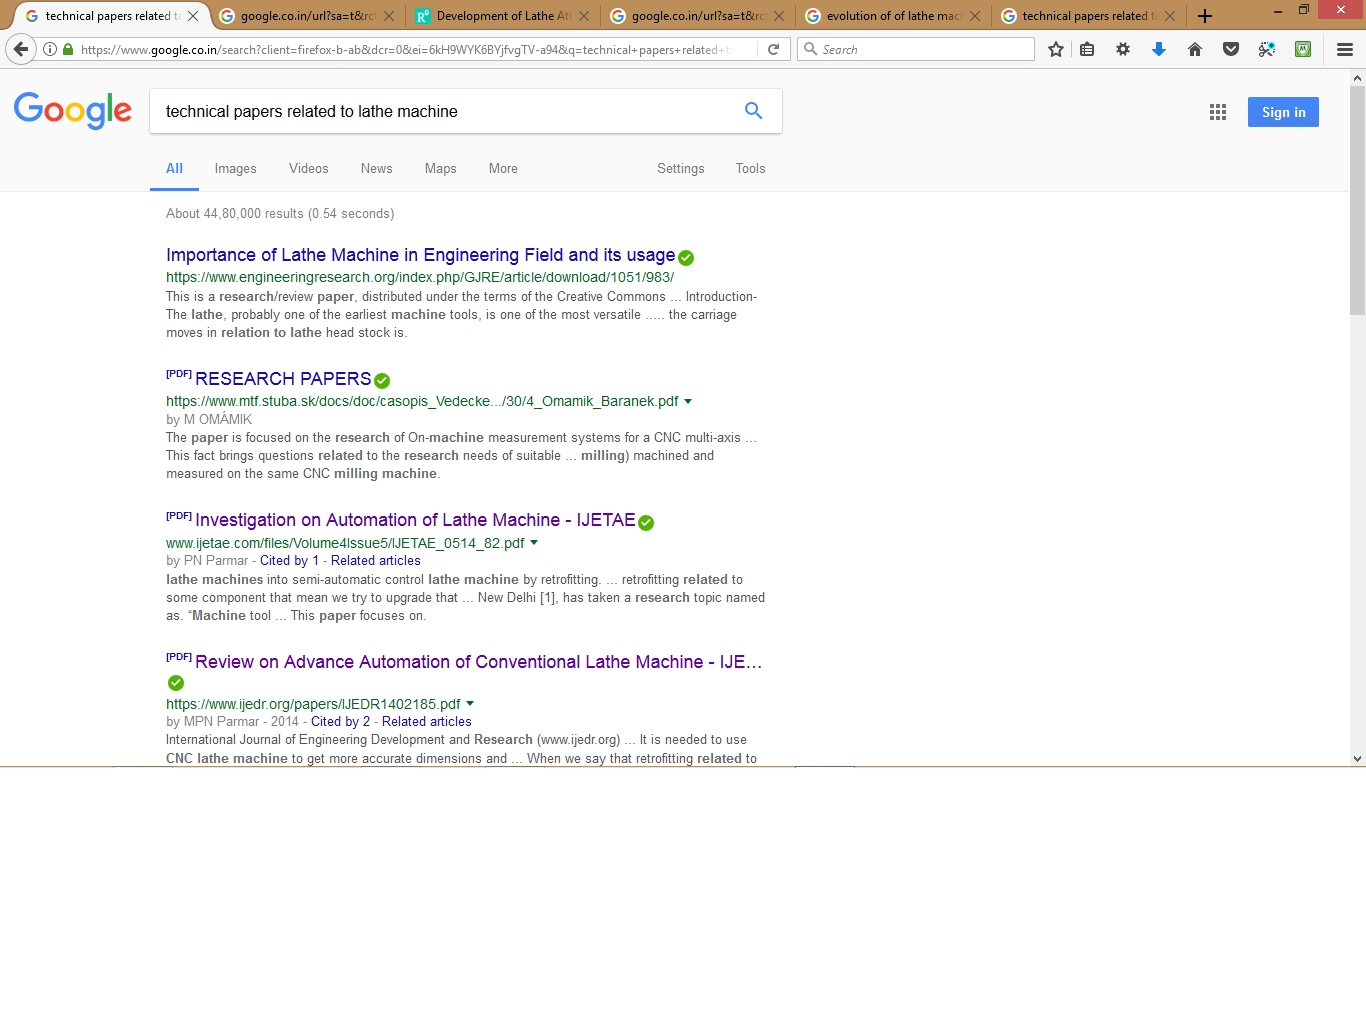 technical papers related t
google.co.in/url?sa=t&rct
Development of Lathe Att
google.co.in/url?sa=t&rct
evolution of of lathe mach
technical papers related t
https://www.google.co.in/search?client=firefox-b-ab&dcr=0&ei=6kH9WYK6BYjfvgTV-a94&q=technical+papers+related+t
Search
Google
technical papers related to lathe machine
Sign in
All Images Videos News Maps More Settings Tools
About 44,80,000 results (0.54 seconds)
Importance of Lathe Machine in Engineering Field and its usage
https://www.engineeringresearch.org/index.php/GJRE/article/download/1051/983/
This is a research/review paper, distributed under the terms of the Creative Commons ... Introduction-
The lathe, probably one of the earliest machine tools, is one of the most versatile ..... the carriage
moves in relation to lathe head stock is.
[PDF] RESEARCH PAPERS
https://www.mtf.stuba.sk/docs/doc/casopis_Vedecke.../30/4_Omamik_Baranek.pdf
by M OMÁMIK
The paper is focused on the research of On-machine measurement systems for a CNC multi-axis ...
This fact brings questions related to the research needs of suitable ... milling) machined and
measured on the same CNC milling machine.
[PDF] Investigation on Automation of Lathe Machine - IJETAE
www.ijetae.com/files/Volume4Issue5/IJETAE_0514_82.pdf
by PN Parmar - Cited by 1 - Related articles
lathe machines into semi-automatic control lathe machine by retrofitting. ... retrofitting related to
some component that mean we try to upgrade that ... New Delhi [1], has taken a research topic named
as. “Machine tool ... This paper focuses on.
[PDF] Review on Advance Automation of Conventional Lathe Machine - IJE...
https://www.ijedr.org/papers/IJEDR1402185.pdf
by MPN Parmar - 2014 - Cited by 2 - Related articles
International Journal of Engineering Development and Research (www.ijedr.org) ... It is needed to use
CNC lathe machine to get more accurate dimensions and ... When we say that retrofitting related to